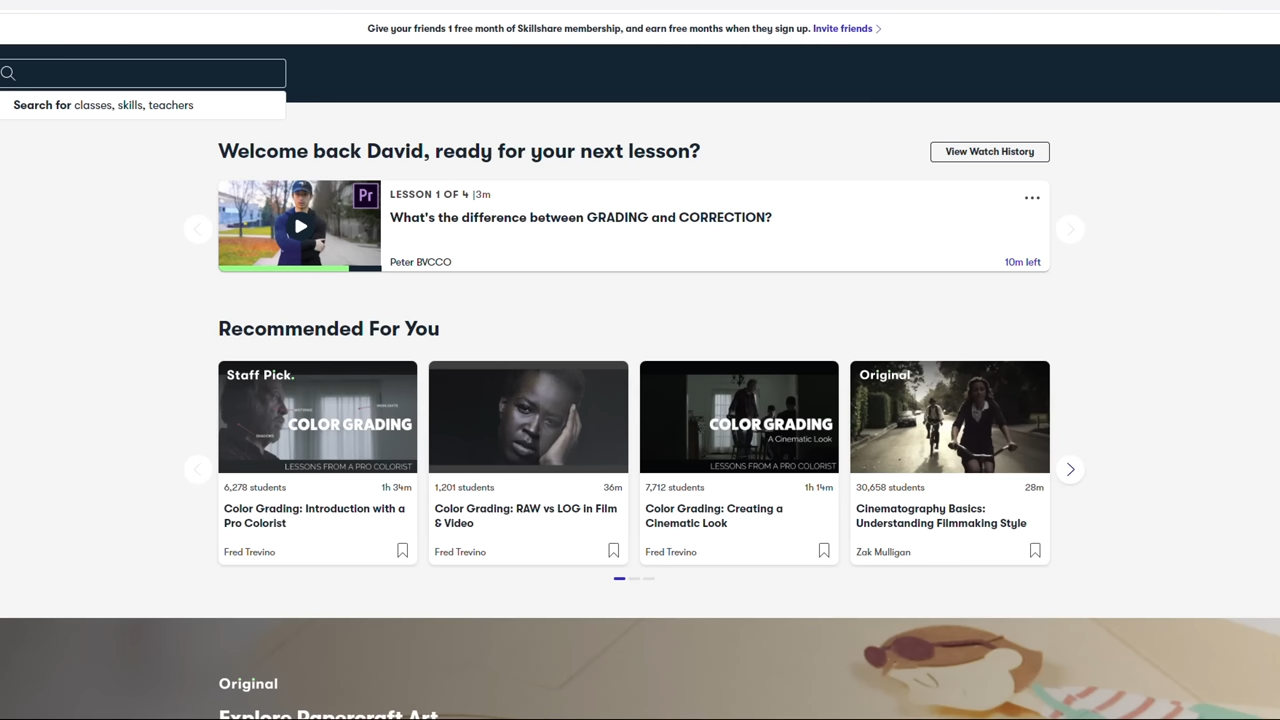 Give your friends 1 free month of Skillshare membership, and earn free months when they sign up. Invite friends
Search for classes, skills, teachers
Welcome back David, ready for your next lesson?
View Watch History
Pr
LESSON 1 OF 4 |3m
What's the difference between GRADING and CORRECTION?
Peter BVCCO
10m left
Recommended For You
Staff Pick.
COLOR GRADING
LESSONS FROM A PRO COLORIST
6,278 students 1h 34m
Color Grading: Introduction with a
Pro Colorist
Fred Trevino
1,201 students 36m
Color Grading: RAW vs LOG in Film
& Video
Fred Trevino
COLOR GRADING
A Cinematic Look
LESSONS FROM A PRO COLORIST
7,712 students 1h 14m
Color Grading: Creating a
Cinematic Look
Fred Trevino
Original
30,658 students 28m
Cinematography Basics:
Understanding Filmmaking Style
Zak Mulligan
Original
Explore Papercraft Art